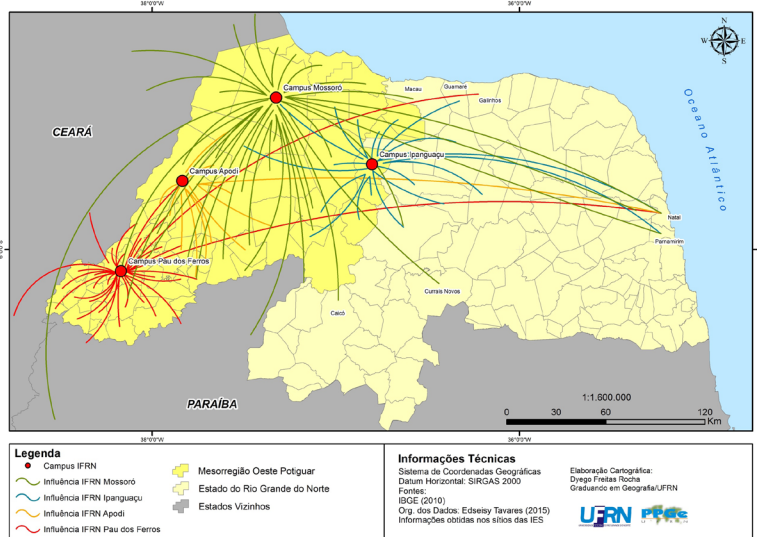 38°0'0"W
36°0'0"W
N
W
E
S
Campus Mossoró
Macau
Guamaré
Galinhos
CEARÁ
Oceano Atlântico
Campus Ipanguaçu
Campus Apodi
Natal
Parnamirim
Campus Pau dos Ferros
Currais Novos
Caicó
1:1.600.000
PARAÍBA
0 30 60 120
Km
38°0'0"W
36°0'0"W
Legenda
Campus IFRN
Influência IFRN Mossoró
Influência IFRN Ipanguaçu
Influência IFRN Apodi
Influência IFRN Pau dos Ferros
Mesorregião Oeste Potiguar
Estado do Rio Grande do Norte
Estados Vizinhos
Informações Técnicas
Sistema de Coordenadas Geográficas
Datum Horizontal: SIRGAS 2000
Fontes:
IBGE (2010)
Org. dos Dados: Edseisy Tavares (2015)
Informações obtidas nos sítios das IES
Elaboração Cartográfica:
Dyego Freitas Rocha
Graduando em Geografia/UFRN
UFRN
PPGe